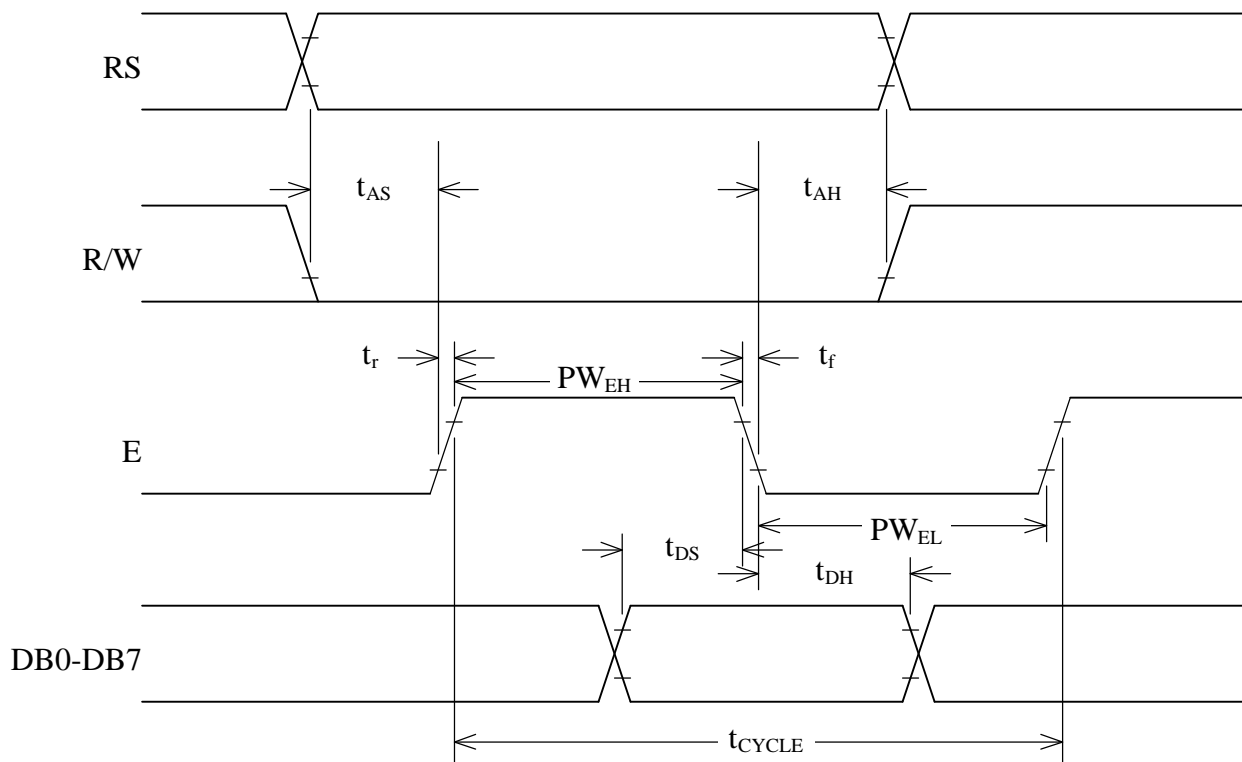 RS
t_AS
t_AH
R/W
t_r
PW_EH
t_f
E
PW_EL
t_DS
t_DH
DB0-DB7
t_CYCLE